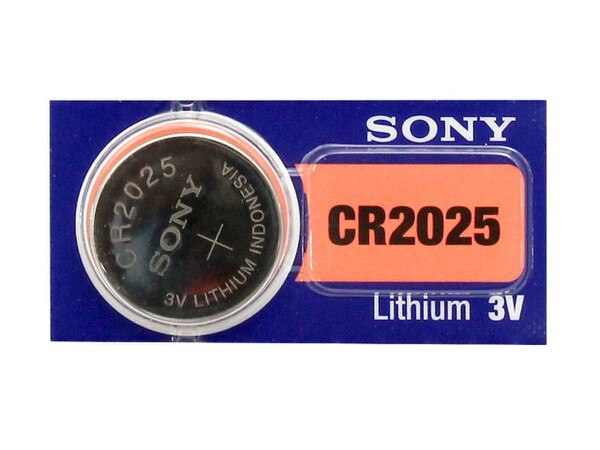 SONY
CR2025
Lithium 3V
CR2025
SONY
+
3V LITHIUM INDONESIA